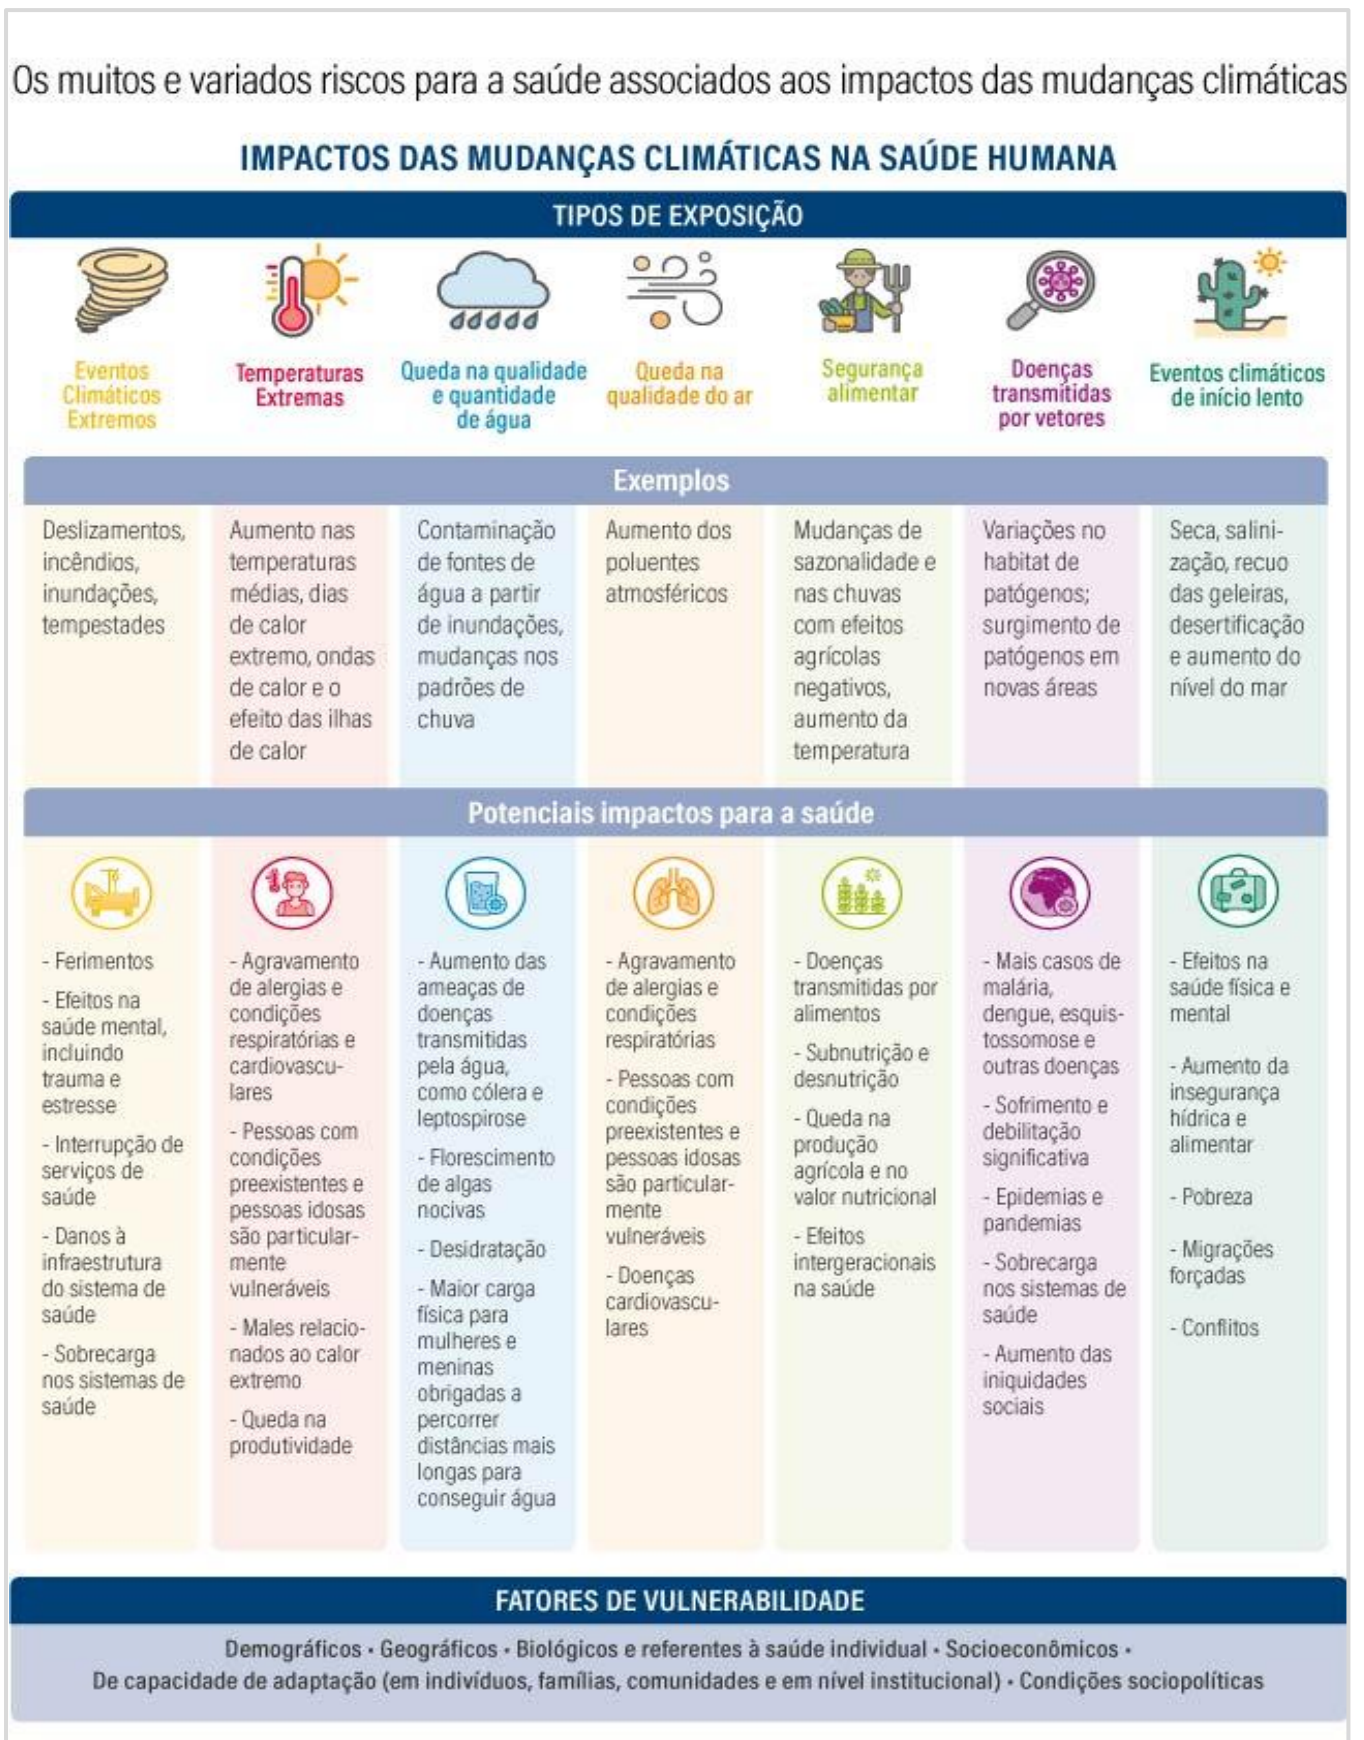 Os muitos e variados riscos para a saúde associados aos impactos das mudanças climáticas
IMPACTOS DAS MUDANÇAS CLIMÁTICAS NA SAÚDE HUMANA
TIPOS DE EXPOSIÇÃO
Eventos
Climáticos
Extremos
Temperaturas
Extremas
Queda na qualidade
e quantidade
de água
Queda na
qualidade do ar
Segurança
alimentar
Doenças
transmitidas
por vetores
Eventos climáticos
de início lento
Exemplos
Deslizamentos,
incêndios,
inundações,
tempestades
Aumento nas
temperaturas
médias, dias
de calor
extremo, ondas
de calor e o
efeito das ilhas
de calor
Contaminação
de fontes de
água a partir
de inundações,
mudanças nos
padrões de
chuva
Aumento dos
poluentes
atmosféricos
Mudanças de
sazonalidade e
nas chuvas
com efeitos
agrícolas
negativos,
aumento da
temperatura
Variações no
habitat de
patógenos;
surgimento de
patógenos em
novas áreas
Seca, salini-
zação, recuo
das geleiras,
desertificação
e aumento do
nível do mar
Potenciais impactos para a saúde
- Ferimentos
- Efeitos na
saúde mental,
incluindo
trauma e
estresse
- Interrupção de
serviços de
saúde
- Danos à
infraestrutura
do sistema de
saúde
- Sobrecarga
nos sistemas de
saúde
- Agravamento
de alergias e
condições
respiratórias e
cardiovascu-
lares
- Pessoas com
condições
preexistentes e
pessoas idosas
são particular-
mente
vulneráveis
- Males relacio-
nados ao calor
extremo
- Queda na
produtividade
- Aumento das
ameaças de
doenças
transmitidas
pela água,
como cólera e
leptospirose
- Florescimento
de algas
nocivas
- Desidratação
- Maior carga
física para
mulheres e
meninas
obrigadas a
percorrer
distâncias mais
longas para
conseguir água
- Agravamento
de alergias e
condições
respiratórias
- Pessoas com
condições
preexistentes e
pessoas idosas
são particular-
mente
vulneráveis
- Doenças
cardiovascu-
lares
- Doenças
transmitidas por
alimentos
- Subnutrição e
desnutrição
- Queda na
produção
agrícola e no
valor nutricional
- Efeitos
intergeracionais
na saúde
- Mais casos de
malária,
dengue, esquis-
tossomose e
outras doenças
- Sofrimento e
debilitação
significativa
- Epidemias e
pandemias
- Sobrecarga
nos sistemas de
saúde
- Aumento das
iniquidades
sociais
- Efeitos na
saúde física e
mental
- Aumento da
insegurança
hídrica e
alimentar
- Pobreza
- Migrações
forçadas
- Conflitos
FATORES DE VULNERABILIDADE
Demográficos • Geográficos • Biológicos e referentes à saúde individual • Socioeconômicos •
De capacidade de adaptação (em indivíduos, famílias, comunidades e em nível institucional) • Condições sociopolíticas